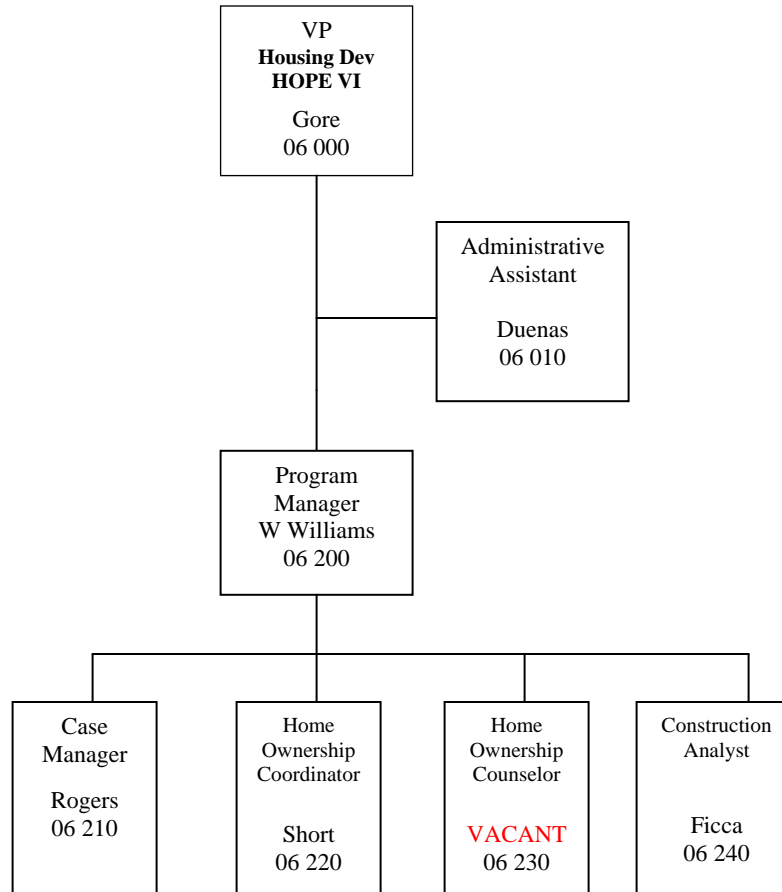 VP
Housing Dev
HOPE VI
Gore
06 000
Administrative
Assistant
Duenas
06 010
Program
Manager
W Williams
06 200
Case
Manager
Rogers
06 210
Home
Ownership
Coordinator
Short
06 220
Home
Ownership
Counselor
VACANT
06 230
Construction
Analyst
Ficca
06 240